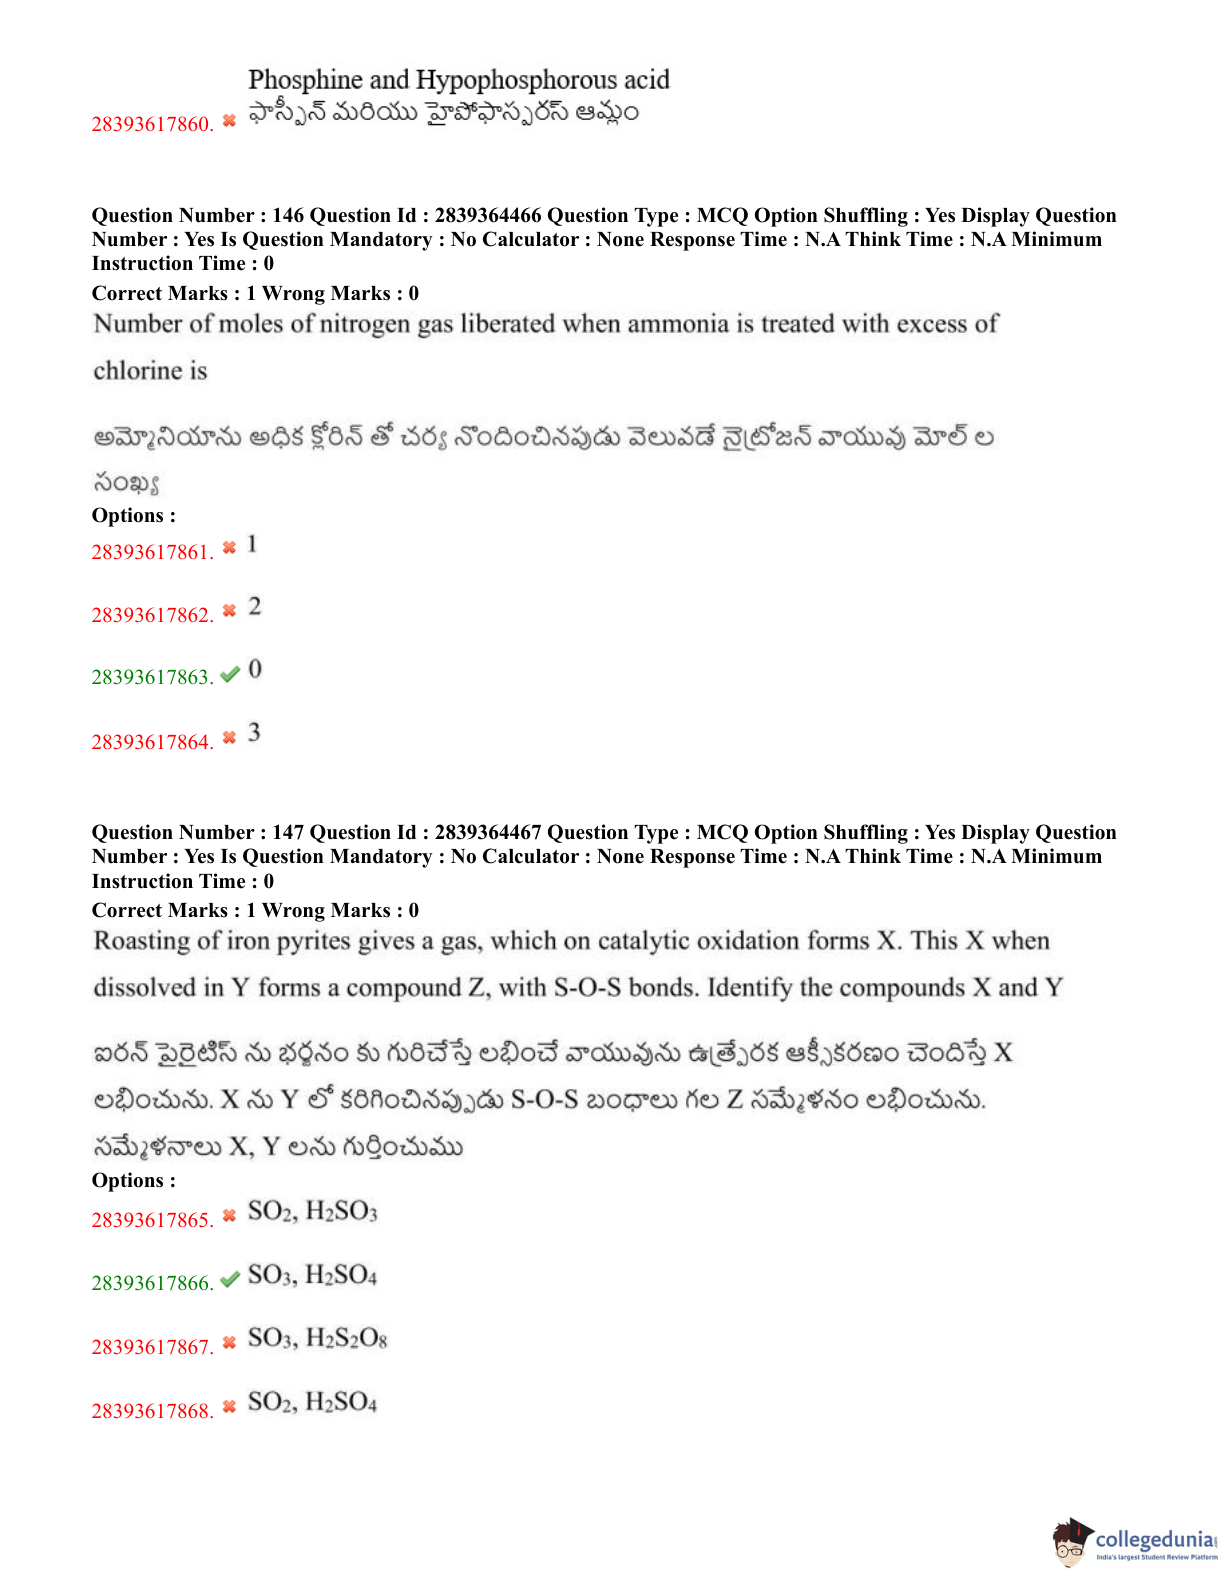 Phosphine and Hypophosphorous acid
28393617860. ఫాస్ఫీన్ మరియు హైపోఫాస్ఫరస్ ఆమ్లం
Question Number : 146 Question Id : 2839364466 Question Type : MCQ Option Shuffling : Yes Display Question
Number : Yes Is Question Mandatory : No Calculator : None Response Time : N.A Think Time : N.A Minimum
Instruction Time : 0
Correct Marks : 1 Wrong Marks : 0
Number of moles of nitrogen gas liberated when ammonia is treated with excess of
chlorine is
అమ్మోనియాను అధిక క్లోరిన్ తో చర్య నొందించినపుడు వెలువడే నైట్రోజన్ వాయువు మోల్ ల
సంఖ్య
Options :
28393617861. 1
28393617862. 2
28393617863. 0
28393617864. 3
Question Number : 147 Question Id : 2839364467 Question Type : MCQ Option Shuffling : Yes Display Question
Number : Yes Is Question Mandatory : No Calculator : None Response Time : N.A Think Time : N.A Minimum
Instruction Time : 0
Correct Marks : 1 Wrong Marks : 0
Roasting of iron pyrites gives a gas, which on catalytic oxidation forms X. This X when
dissolved in Y forms a compound Z, with S-O-S bonds. Identify the compounds X and Y
ఐరన్ పైరైటిస్ ను భర్జనం కు గురిచేస్తే లభించే వాయువును ఉత్ప్రేరక ఆక్సీకరణం చెందిస్తే X
లభించును. X ను Y లో కరిగించినప్పుడు S-O-S బంధాలు గల Z సమ్మేళనం లభించును.
సమ్మేళనాలు X, Y లను గుర్తించుము
Options :
28393617865. SO₂, H₂SO₃
28393617866. SO₃, H₂SO₄
28393617867. SO₃, H₂S₂O₈
28393617868. SO₂, H₂SO₄
collegedunia
India's largest Student Review Platform